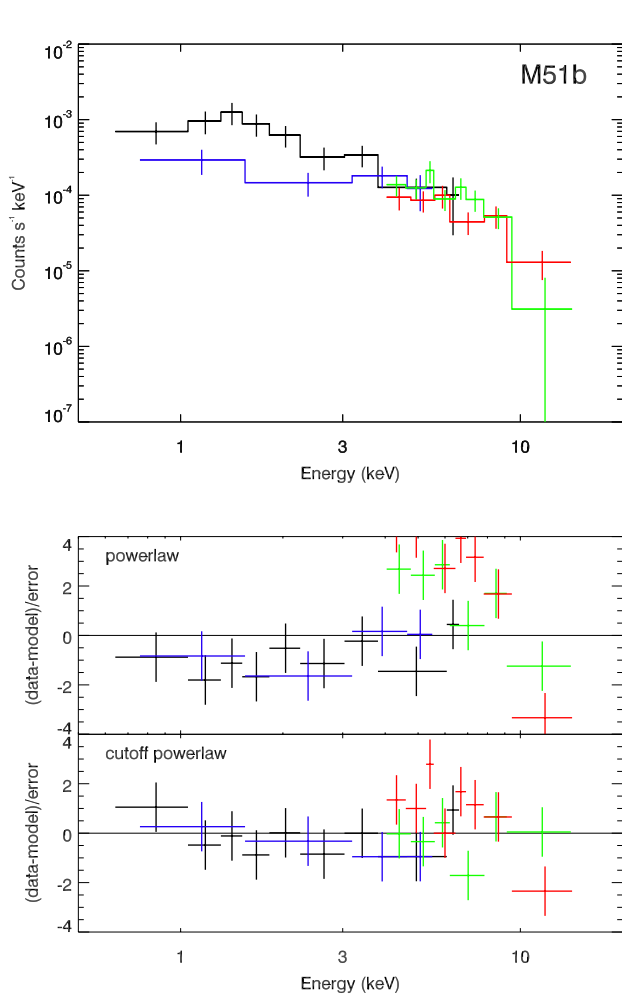 M51b
10⁻²
10⁻³
10⁻⁴
10⁻⁵
10⁻⁶
10⁻⁷
Counts s⁻¹ keV⁻¹
1 3 10
Energy (keV)
powerlaw
4
2
0
-2
-4
(data-model)/error
cutoff powerlaw
4
2
0
-2
-4
(data-model)/error
1 3 10
Energy (keV)